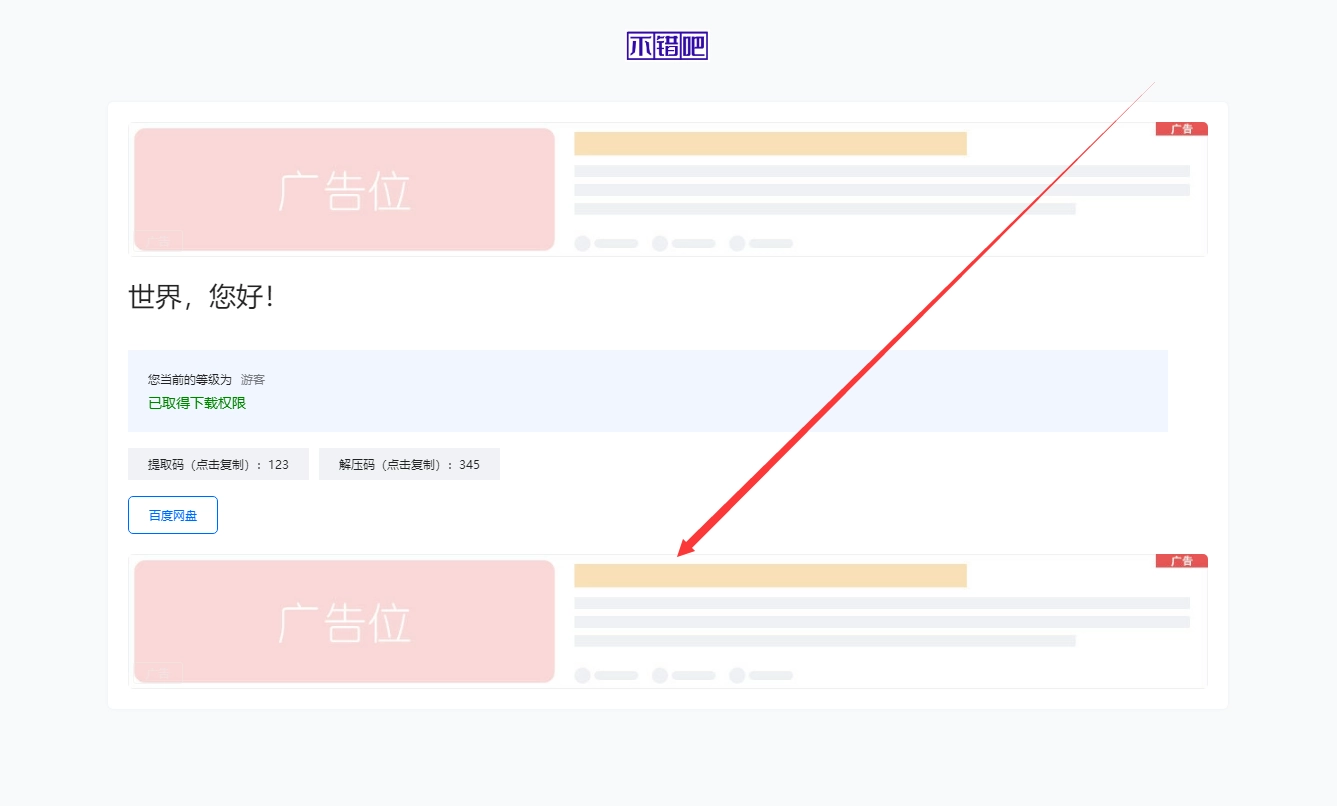 不错吧
广告
广告位
世界，您好！
您当前的等级为 游客
已取得下载权限
提取码（点击复制）：123
解压码（点击复制）：345
百度网盘
广告
广告位